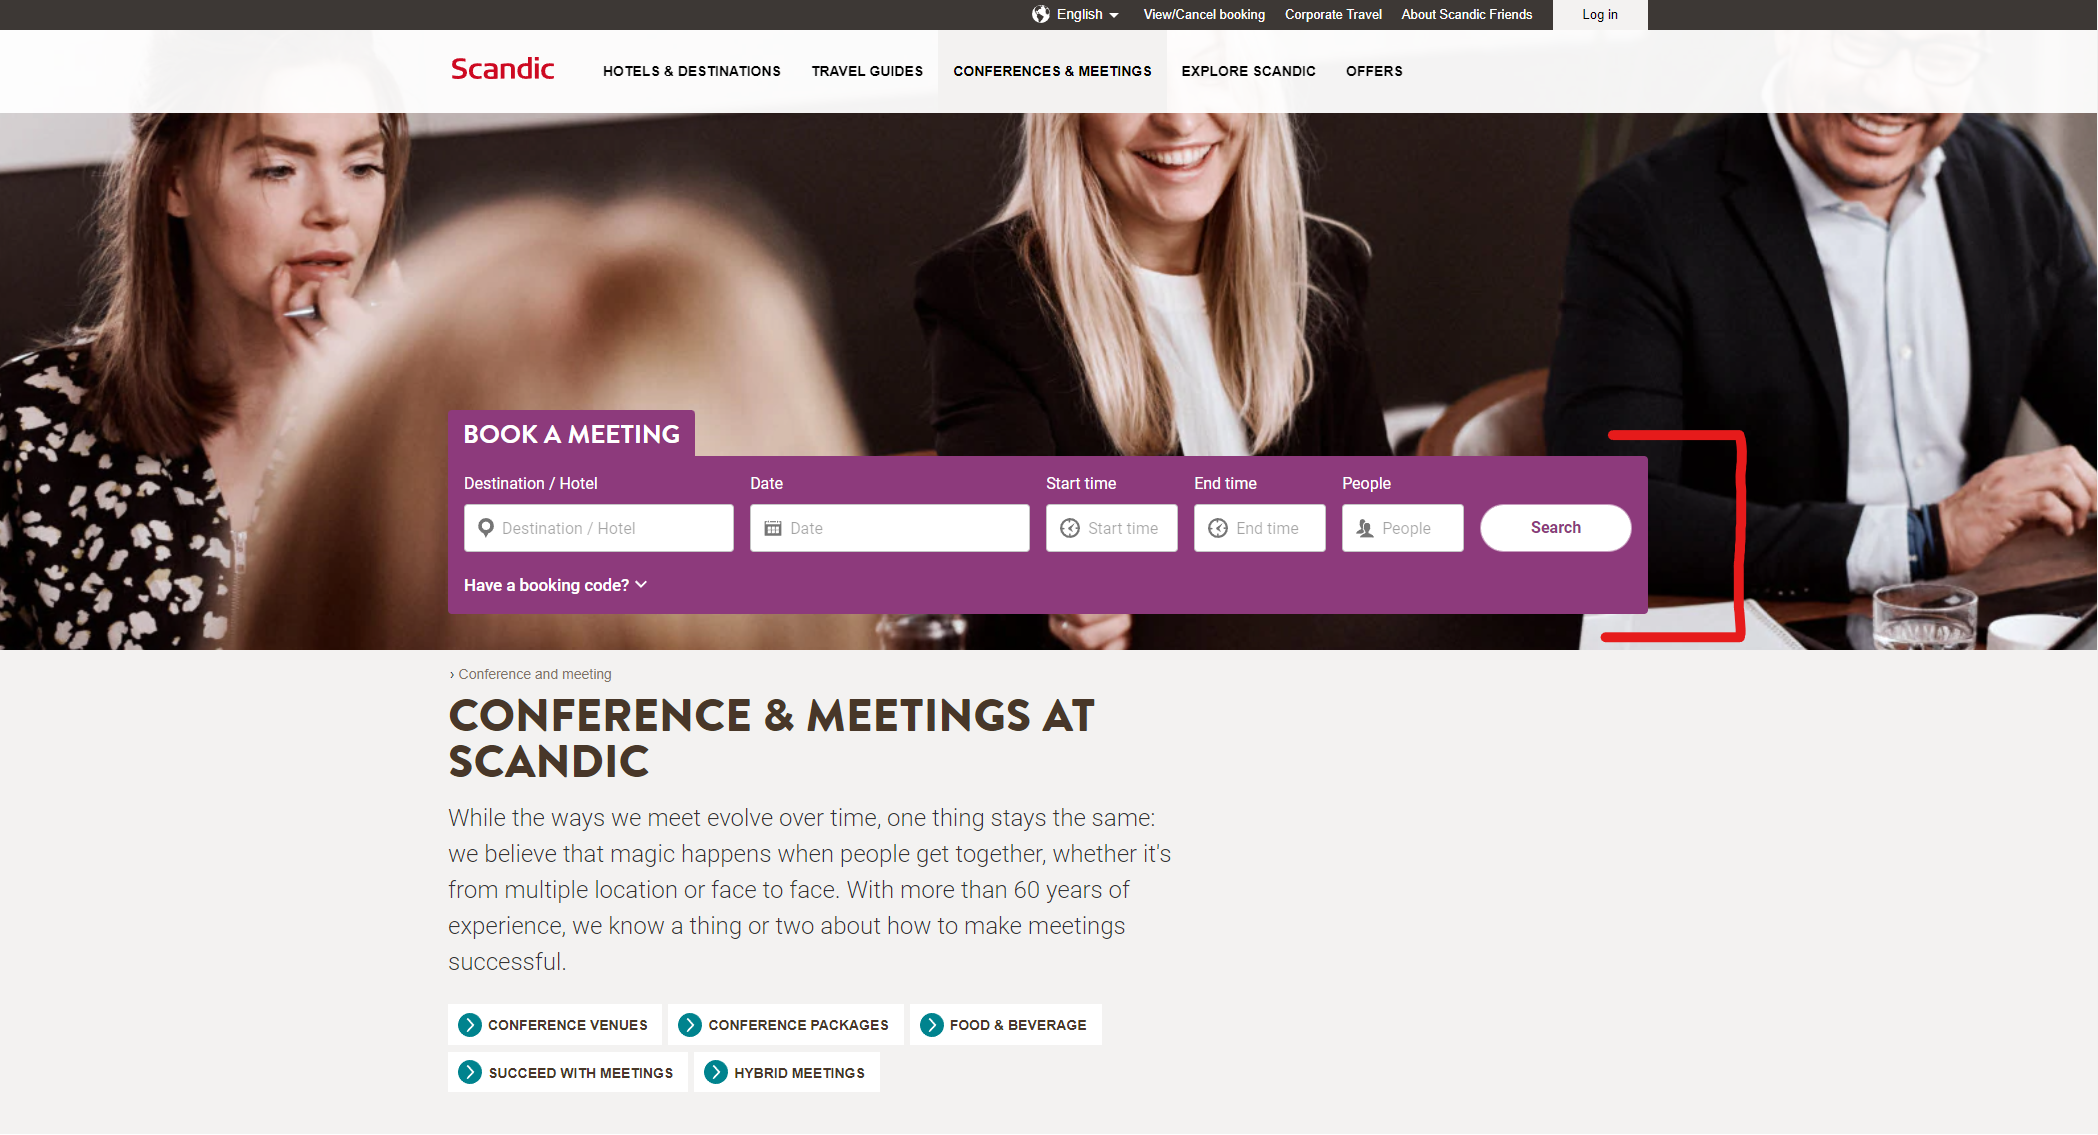 English View/Cancel booking Corporate Travel About Scandic Friends Log in
Scandic HOTELS & DESTINATIONS TRAVEL GUIDES CONFERENCES & MEETINGS EXPLORE SCANDIC OFFERS
BOOK A MEETING
Destination / Hotel Date Start time End time People
Destination / Hotel Date Start time End time People Search
Have a booking code?
› Conference and meeting
CONFERENCE & MEETINGS AT
SCANDIC
While the ways we meet evolve over time, one thing stays the same:
we believe that magic happens when people get together, whether it's
from multiple location or face to face. With more than 60 years of
experience, we know a thing or two about how to make meetings
successful.
CONFERENCE VENUES CONFERENCE PACKAGES FOOD & BEVERAGE
SUCCEED WITH MEETINGS HYBRID MEETINGS